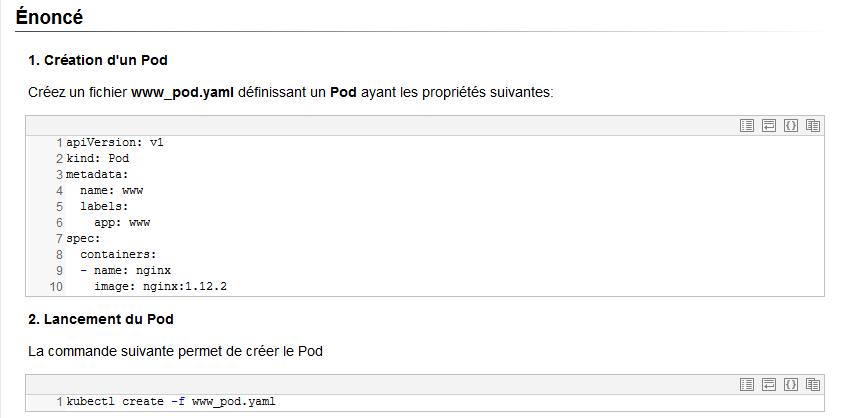 Énoncé
1. Création d'un Pod
Créez un fichier www_pod.yaml définissant un Pod ayant les propriétés suivantes:
1 apiVersion: v1
2 kind: Pod
3 metadata:
4   name: www
5   labels:
6     app: www
7 spec:
8   containers:
9   - name: nginx
10     image: nginx:1.12.2
2. Lancement du Pod
La commande suivante permet de créer le Pod
1 kubectl create -f www_pod.yaml